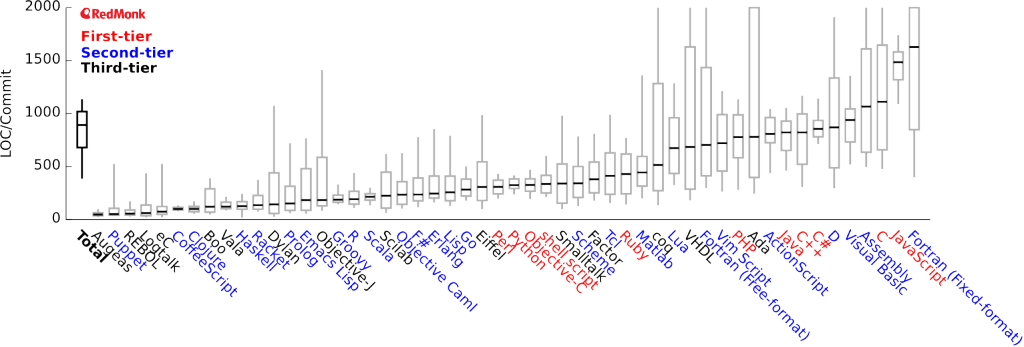 2000
1500
1000
500
0
LOC/Commit
RedMonk
First-tier
Second-tier
Third-tier
Total
Augeas
Puppet
REBOL
Logtalk
eC
CoffeeScript
Clojure
Boo
Vala
Haskell
Racket
Dylan
Prolog
Emacs Lisp
Objective-J
Groovy
R
Scala
Scilab
Objective Caml
F#
Erlang
Lisp
Go
Eiffel
Perl
Python
Objective-C
shell script
Smalltalk
Scheme
Factor
Tcl
Ruby
Matlab
coq
Lua
VHDL
Fortran (Free-format)
Vim Script
PHP
Ada
ActionScript
Java
C++
C#
D
Visual Basic
Assembly
C
JavaScript
Fortran (Fixed-format)